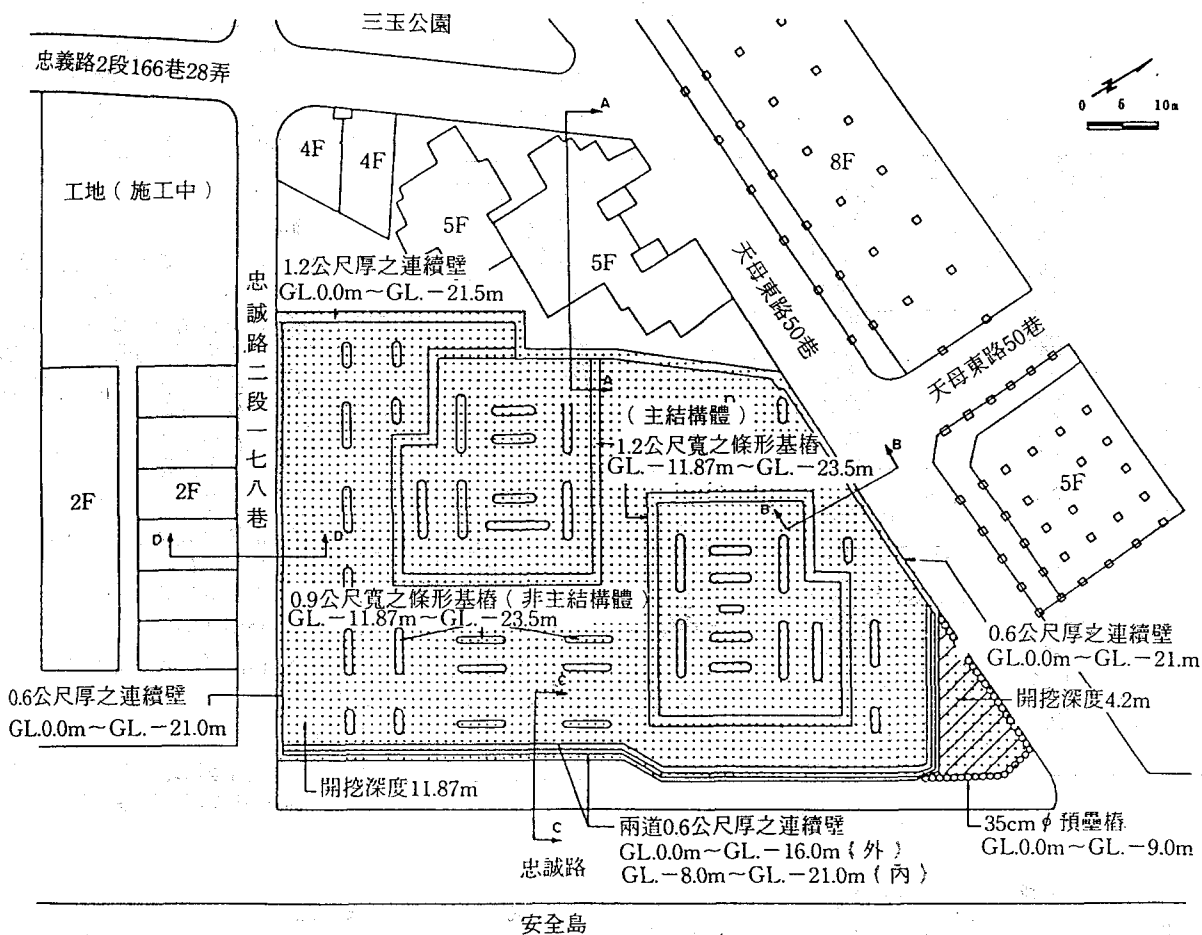 三玉公園
忠義路2段166巷28弄
0 5 10m
A
4F
4F
8F
工地（施工中）
5F
5F
1.2公尺厚之連續壁
GL.0.0m～GL.－21.5m
忠誠路二段一七八巷
天母東路50巷
天母東路50巷
A
（主結構體）
1.2公尺寬之條形基樁
GL.－11.87m～GL.－23.5m
B
B
5F
2F
2F
D
D
0.9公尺寬之條形基樁（非主結構體）
GL.－11.87m～GL.－23.5m
0.6公尺厚之連續壁
GL.0.0m～GL.－21.m
C
0.6公尺厚之連續壁
GL.0.0m～GL.－21.0m
開挖深度4.2m
開挖深度11.87m
C
兩道0.6公尺厚之連續壁
GL.0.0m～GL.－16.0m（外）
GL.－8.0m～GL.－21.0m（內）
35cm φ 預壘樁
GL.0.0m～GL.－9.0m
忠誠路
安全島